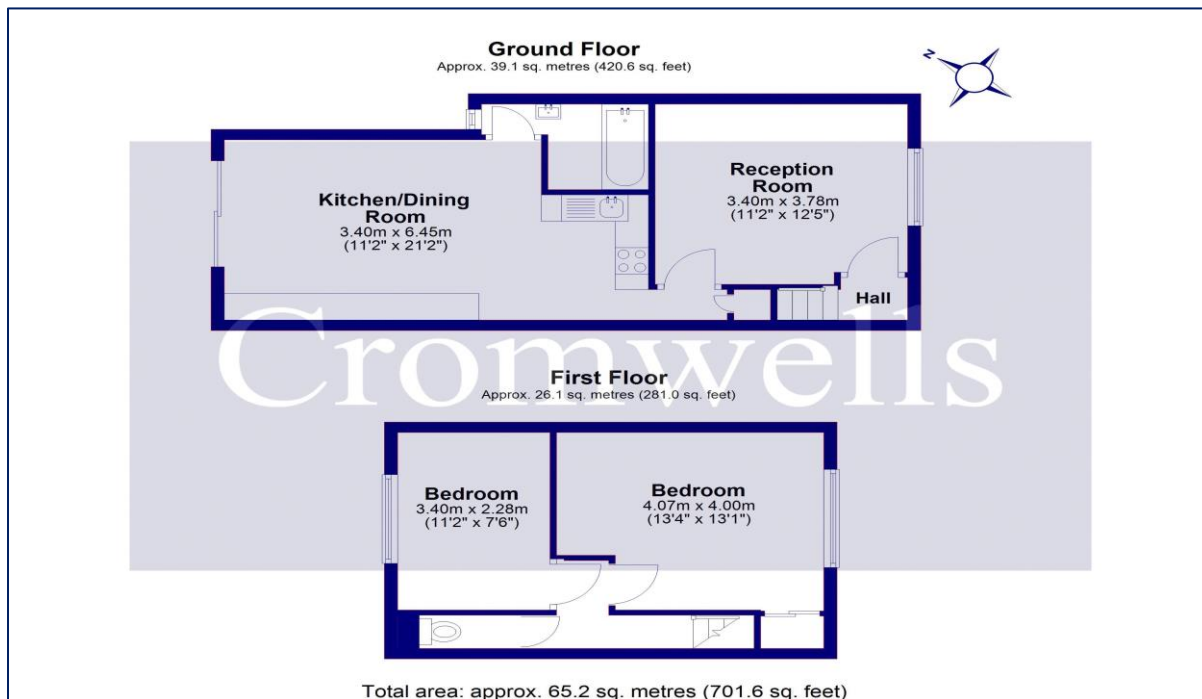 Ground Floor
Approx. 39.1 sq. metres (420.6 sq. feet)
N
Kitchen/Dining
Room
3.40m x 6.45m
(11'2" x 21'2")
Reception
Room
3.40m x 3.78m
(11'2" x 12'5")
Hall
Cromwells
First Floor
Approx. 26.1 sq. metres (281.0 sq. feet)
Bedroom
3.40m x 2.28m
(11'2" x 7'6")
Bedroom
4.07m x 4.00m
(13'4" x 13'1")
Total area: approx. 65.2 sq. metres (701.6 sq. feet)